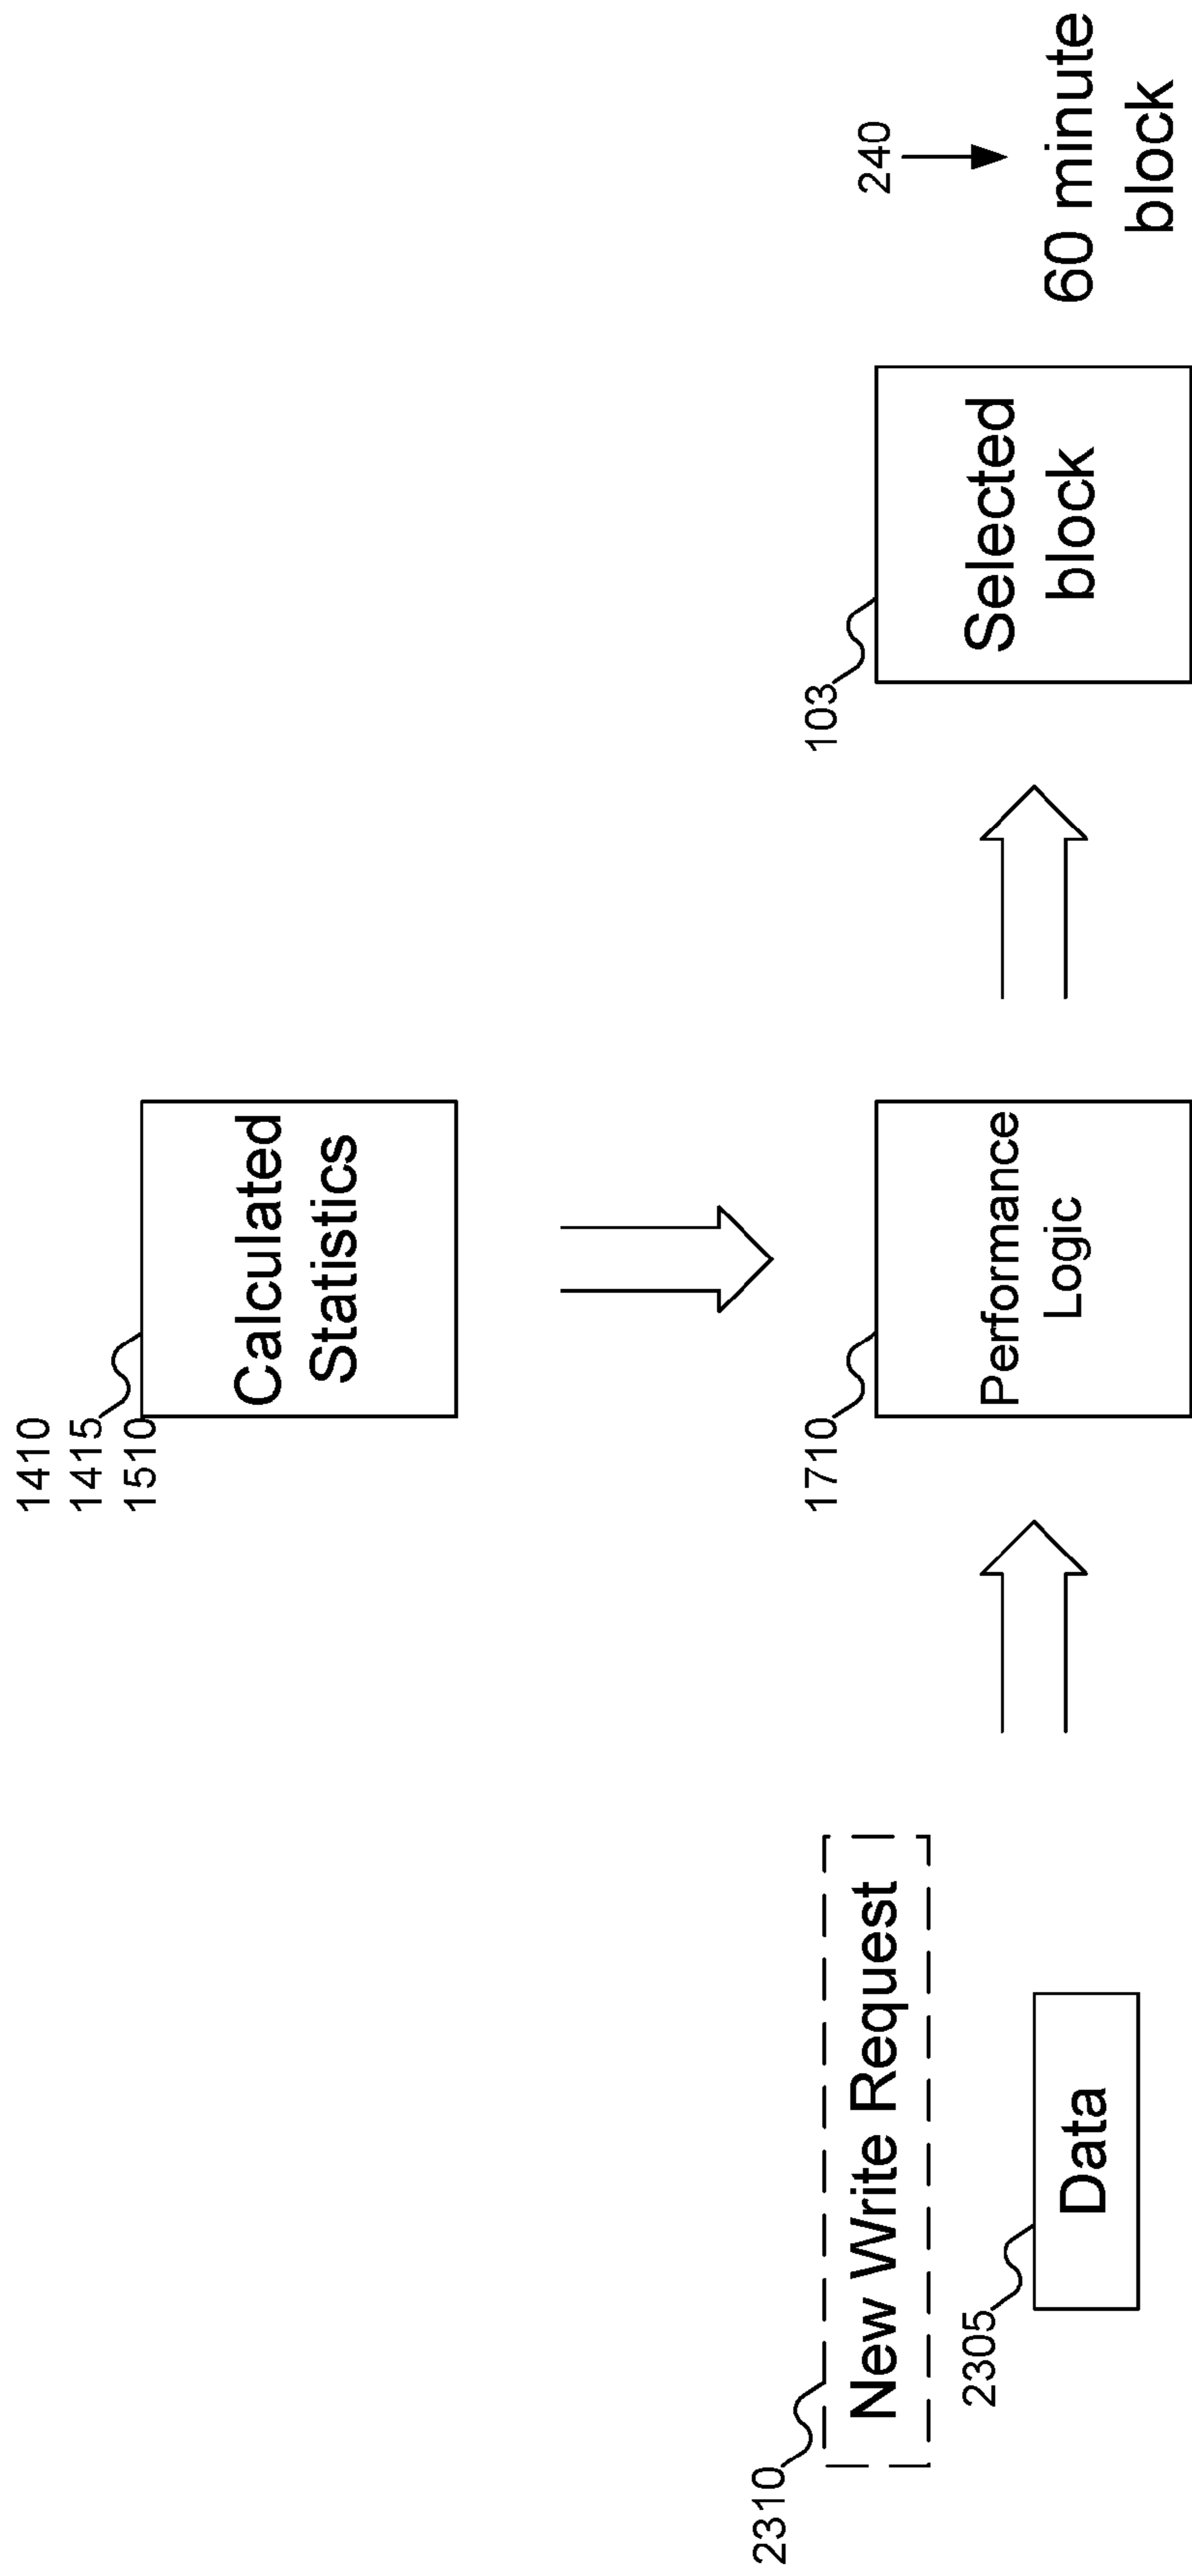 1410
1415
1510
Calculated
Statistics
2310
New Write Request
2305
Data
1710
Performance
Logic
103
Selected
block
240
60 minute
block